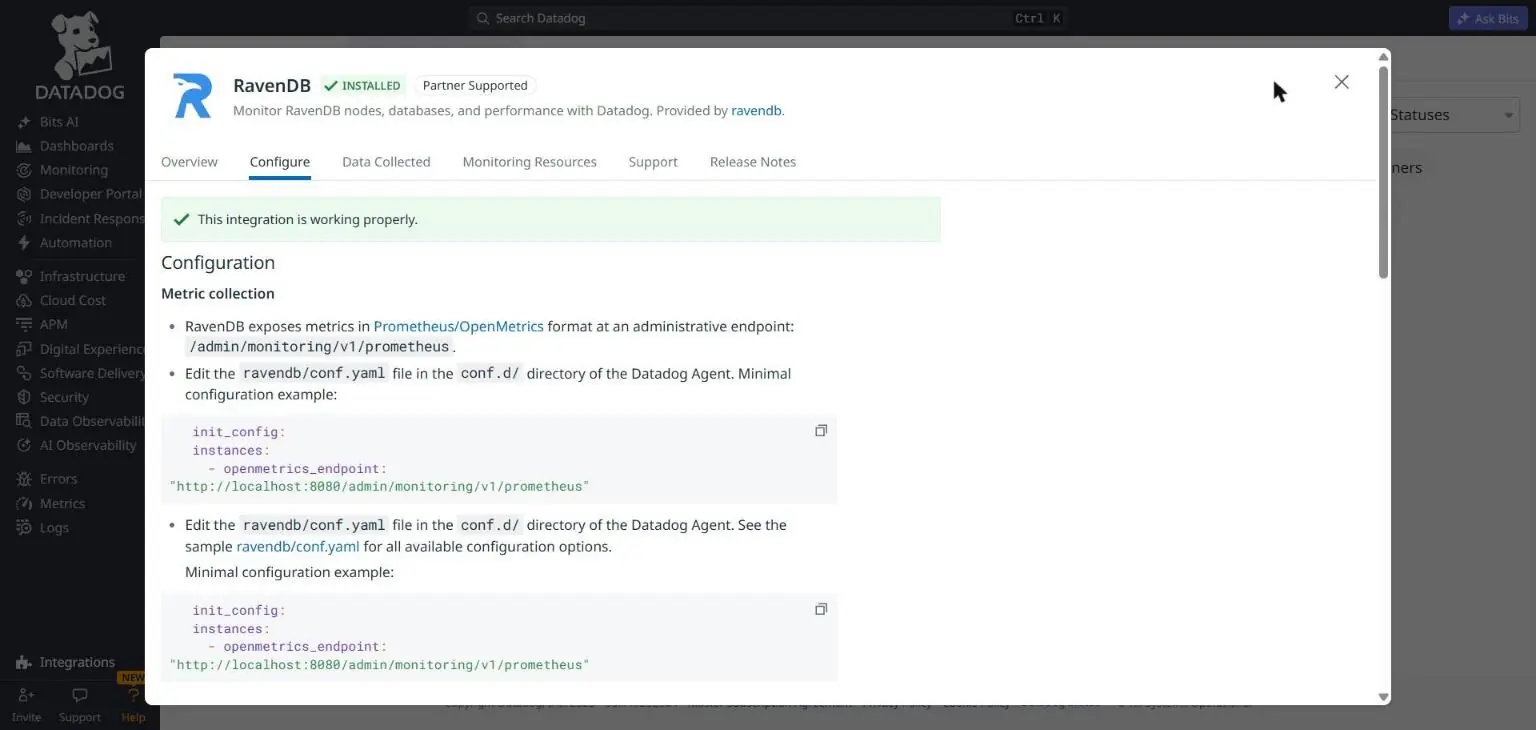 Search Datadog
Ctrl K
Ask Bits
DATADOG
Bits AI
Dashboards
Monitoring
Developer Portal
Incident Respons
Automation
Infrastructure
Cloud Cost
APM
Digital Experienc
Software Delivery
Security
Data Observabilit
AI Observability
Errors
Metrics
Logs
Integrations
NEW
Invite
Support
Help
Statuses
ners
RavenDB
INSTALLED
Partner Supported
Monitor RavenDB nodes, databases, and performance with Datadog. Provided by ravendb.
Overview
Configure
Data Collected
Monitoring Resources
Support
Release Notes
This integration is working properly.
Configuration
Metric collection
• RavenDB exposes metrics in Prometheus/OpenMetrics format at an administrative endpoint:
/admin/monitoring/v1/prometheus.
• Edit the ravendb/conf.yaml file in the conf.d/ directory of the Datadog Agent. Minimal
configuration example:
init_config:
instances:
- openmetrics_endpoint:
"http://localhost:8080/admin/monitoring/v1/prometheus"
• Edit the ravendb/conf.yaml file in the conf.d/ directory of the Datadog Agent. See the
sample ravendb/conf.yaml for all available configuration options.
Minimal configuration example:
init_config:
instances:
- openmetrics_endpoint:
"http://localhost:8080/admin/monitoring/v1/prometheus"